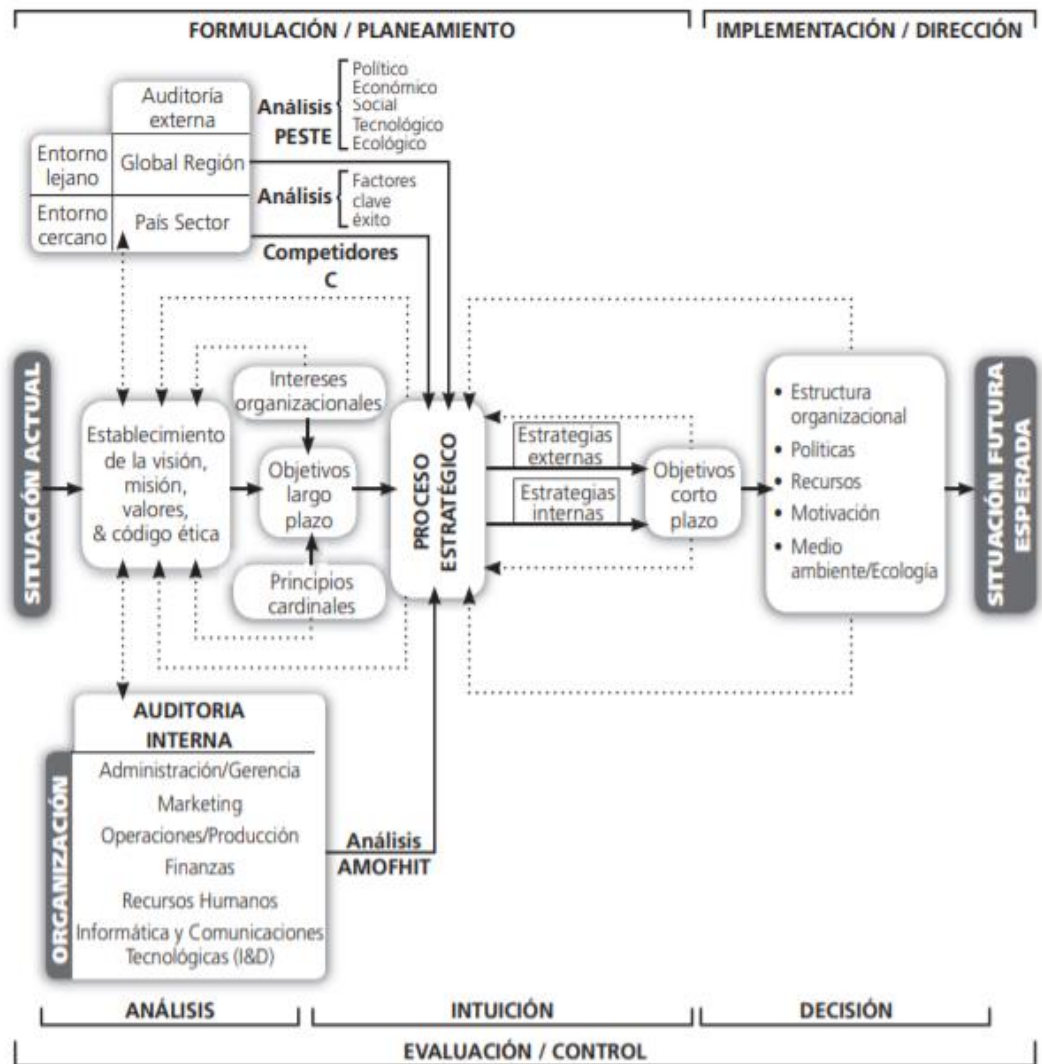 FORMULACIÓN / PLANEAMIENTO
IMPLEMENTACIÓN / DIRECCIÓN
Auditoría
externa
Entorno
lejano
Global Región
Entorno
cercano
País Sector
Análisis
PESTE
Político
Económico
Social
Tecnológico
Ecológico
Análisis
Factores
clave
éxito
Competidores
C
SITUACIÓN ACTUAL
Establecimiento
de la visión,
misión,
valores,
& código ética
Intereses
organizacionales
Objetivos
largo
plazo
Principios
cardinales
PROCESO
ESTRATÉGICO
Estrategias
externas
Estrategias
internas
Objetivos
corto
plazo
• Estructura
organizacional
• Políticas
• Recursos
• Motivación
• Medio
ambiente/Ecología
SITUACIÓN FUTURA
ESPERADA
ORGANIZACIÓN
AUDITORIA
INTERNA
Administración/Gerencia
Marketing
Operaciones/Producción
Finanzas
Recursos Humanos
Informática y Comunicaciones
Tecnológicas (I&D)
Análisis
AMOFHIT
ANÁLISIS
INTUICIÓN
DECISIÓN
EVALUACIÓN / CONTROL